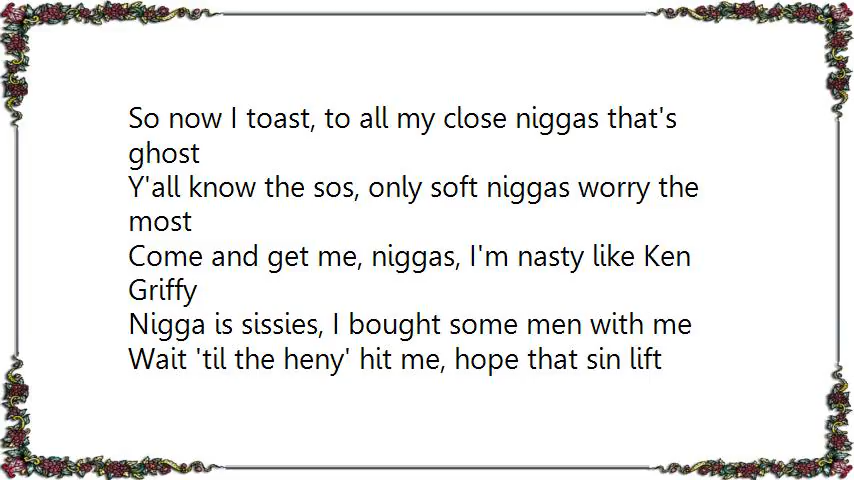 So now I toast, to all my close niggas that's
ghost
Y'all know the sos, only soft niggas worry the
most
Come and get me, niggas, I'm nasty like Ken
Griffy
Nigga is sissies, I bought some men with me
Wait 'til the heny' hit me, hope that sin lift